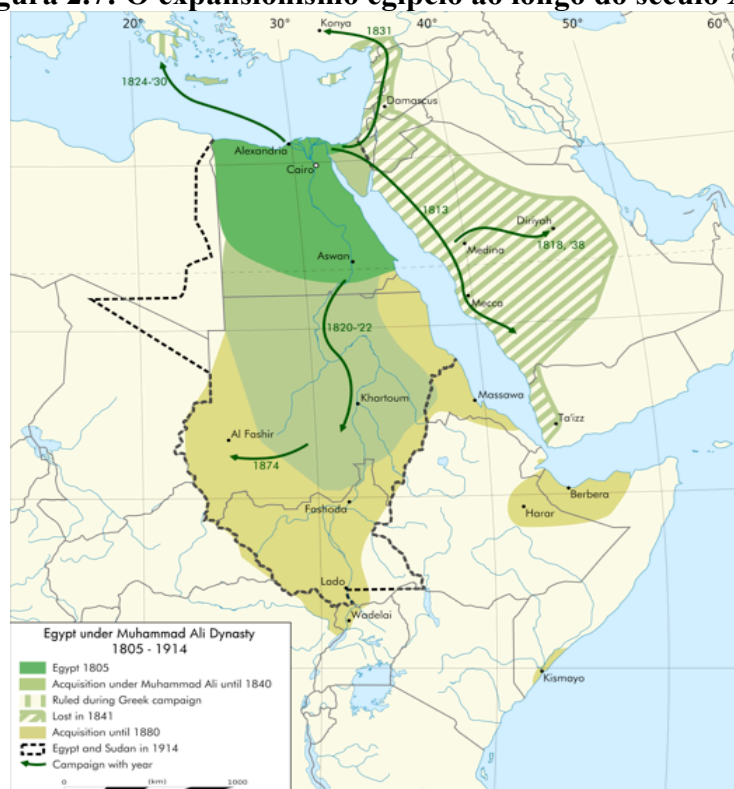 gura 2.7: O expansionismo egípcio ao longo do século X
20° 30° 40° 50° 60°
Konya
1831
1824-'30
Damascus
Alexandria
Cairo
1813
Diriyah
1818, '38
Medina
Aswan
Mecca
1820-'22
Khartoum
Massawa
Ta'izz
Al Fashir
1874
Berbera
Harar
Fashoda
Lado
Wadelai
Kismayo
Egypt under Muhammad Ali Dynasty
1805 - 1914
Egypt 1805
Acquisition under Muhammad Ali until 1840
Ruled during Greek campaign
Lost in 1841
Acquisition until 1880
Egypt and Sudan in 1914
Campaign with year
0 (km) 1000